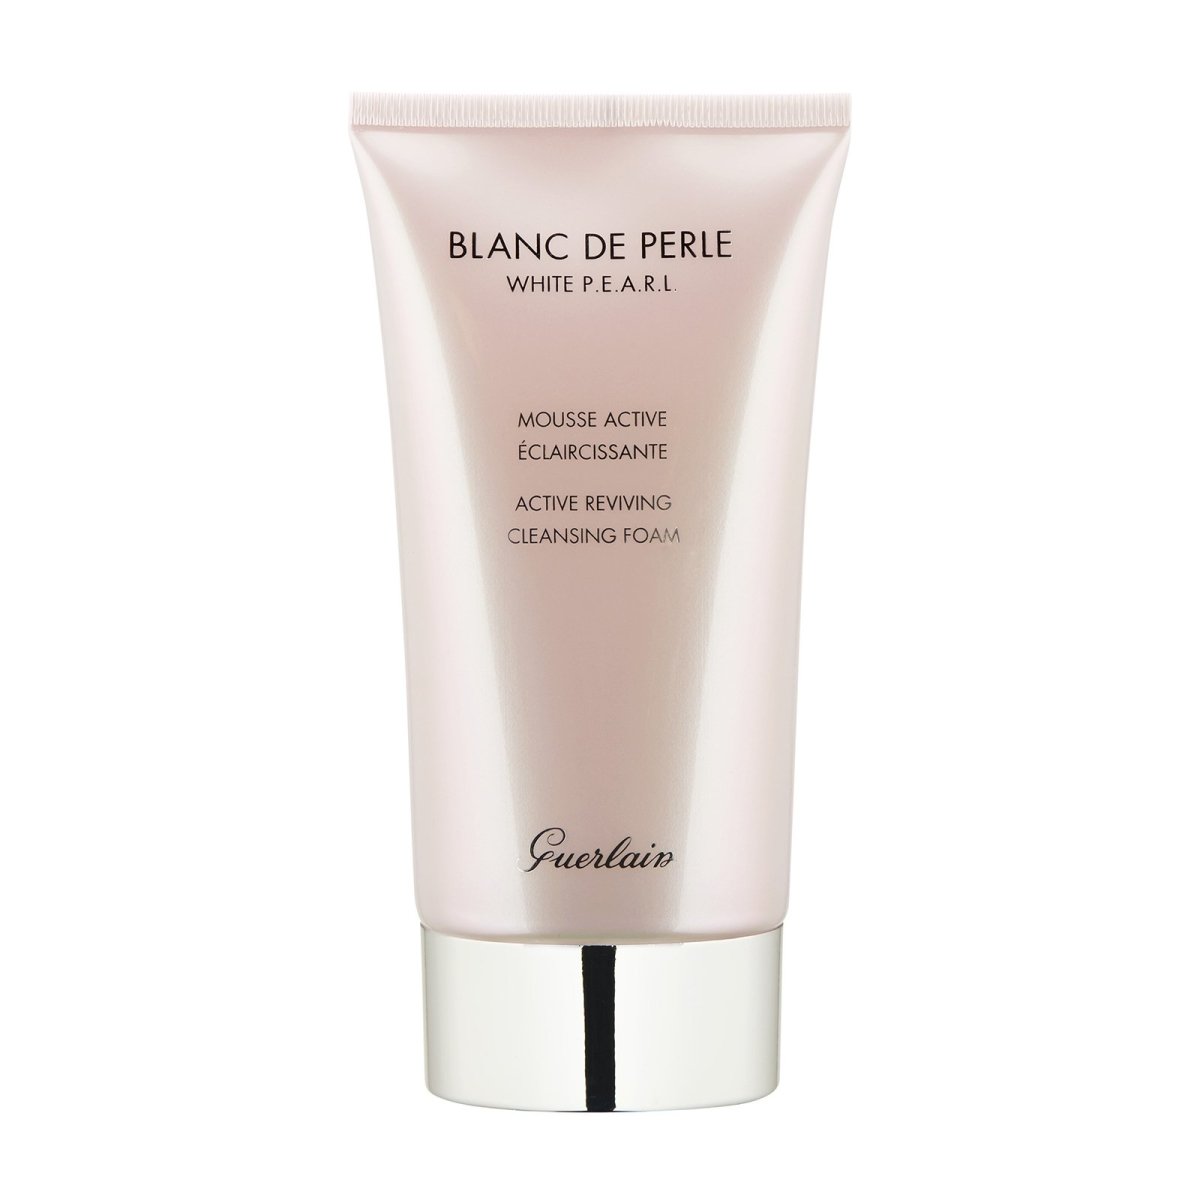 BLANC DE PERLE
WHITE P.E.A.R.L.
MOUSSE ACTIVE
ÉCLAIRCISSANTE
ACTIVE REVIVING
CLEANSING FOAM
Guerlain